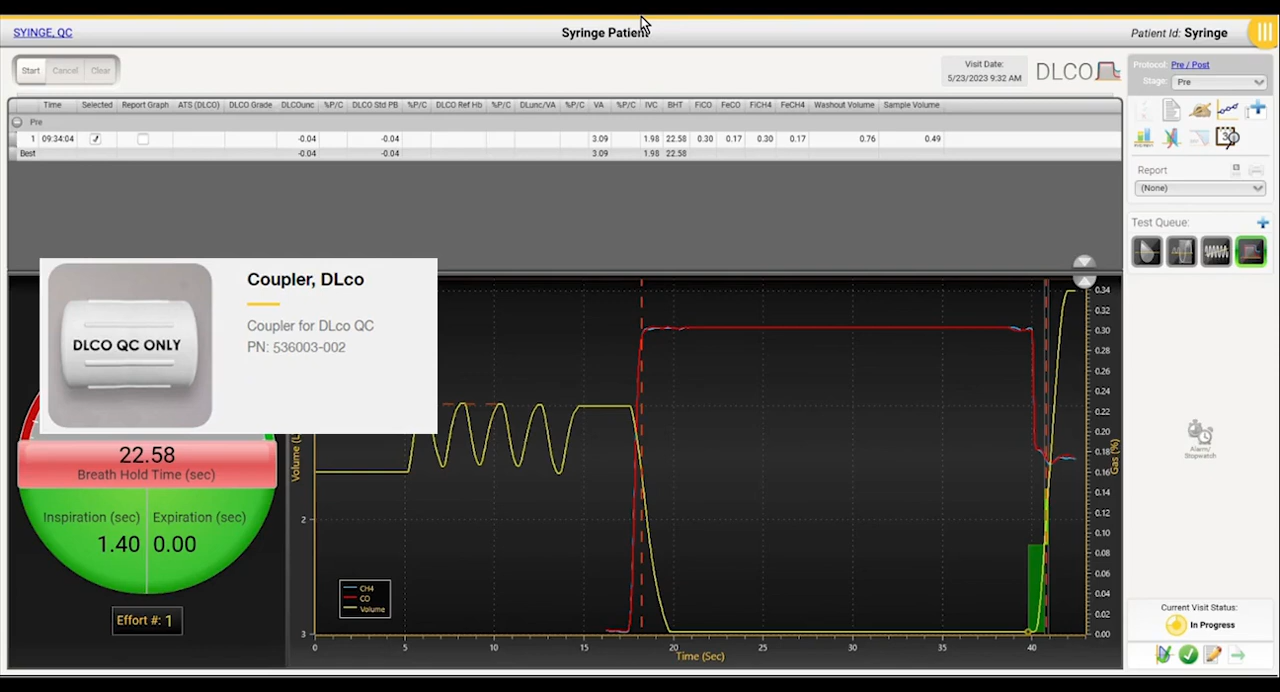 SYINGE, QC
Syringe Patient
Patient Id: Syringe
Start Cancel Clear
Visit Date:
5/23/2023 9:32 AM
DLCO
Protocol: Pre / Post
Stage: Pre
Time Selected Report Graph ATS (DLCO) DLCO Grade DLCOunc %P/C DLCO Std PB %P/C DLCO Ref Hb %P/C DLunc/VA %P/C VA %P/C IVC BHT FiCO FeCO FiCH4 FeCH4 Washout Volume Sample Volume
Pre
1 09:34:04 -0.04 -0.04 3.09 1.98 22.58 0.30 0.17 0.30 0.17 0.76 0.49
Best -0.04 -0.04 3.09 1.98 22.58
Report
(None)
Test Queue:
Coupler, DLco
Coupler for DLco QC
PN: 536003-002
DLCO QC ONLY
22.58
Breath Hold Time (sec)
Inspiration (sec) Expiration (sec)
1.40 0.00
Effort #: 1
Volume (L
2
3
CH4
CO
Volume
0 5 10 15 20 25 30 35 40
Time (Sec)
0.34
0.32
0.30
0.28
0.26
0.24
0.22
0.20
0.18
0.16
0.14
0.12
0.10
0.08
0.06
0.04
0.02
0.00
Gas (%)
Alarm/
Stopwatch
Current Visit Status:
In Progress